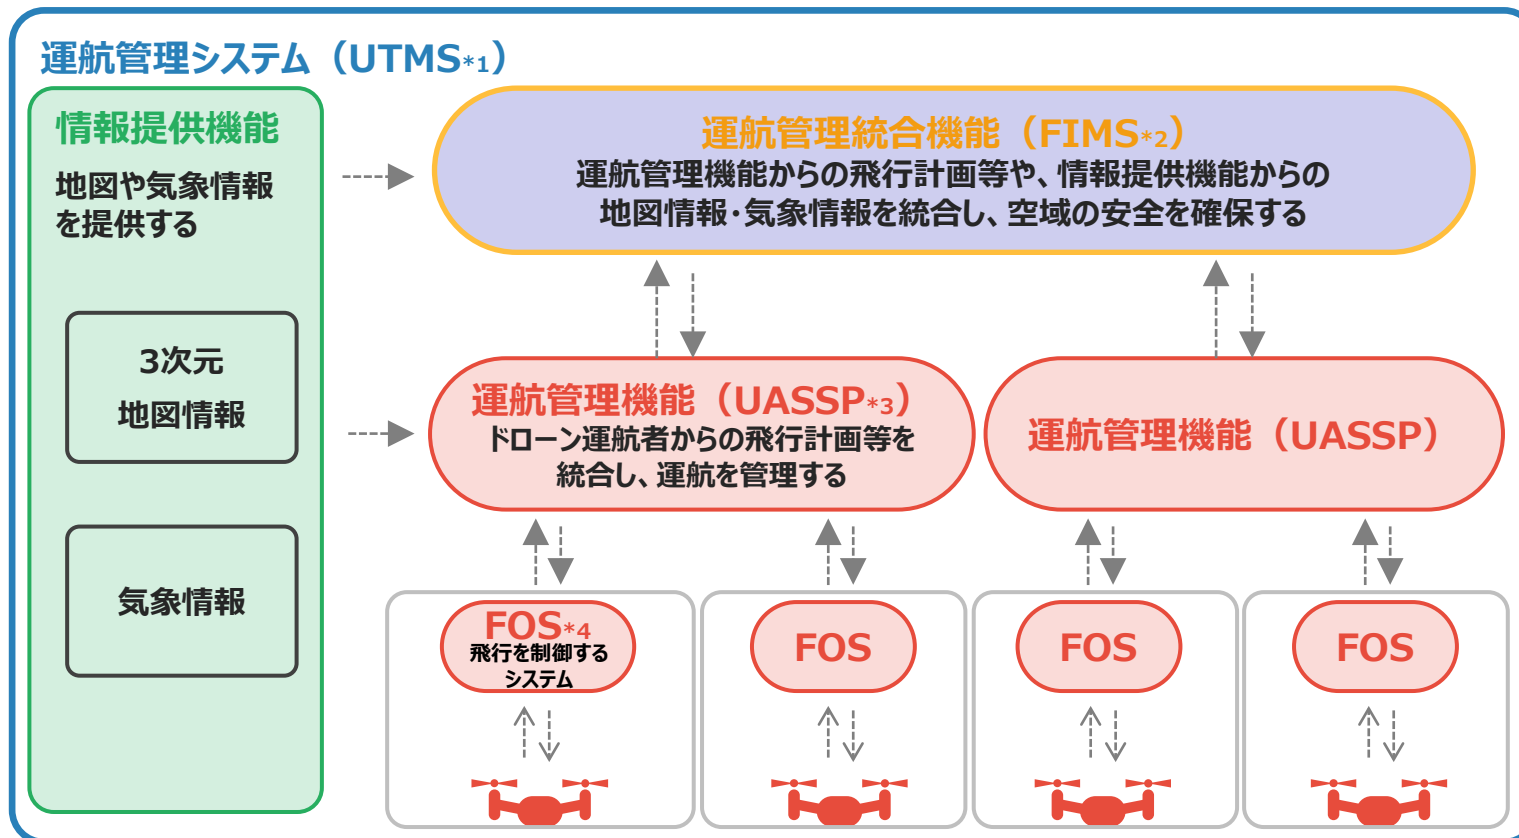 運航管理システム（UTMS*1）
情報提供機能
地図や気象情報
を提供する
3次元
地図情報
気象情報
運航管理統合機能（FIMS*2）
運航管理機能からの飛行計画等や、情報提供機能からの
地図情報・気象情報を統合し、空域の安全を確保する
運航管理機能（UASSP*3）
ドローン運航者からの飛行計画等を
統合し、運航を管理する
運航管理機能（UASSP）
FOS*4
飛行を制御する
システム
FOS
FOS
FOS